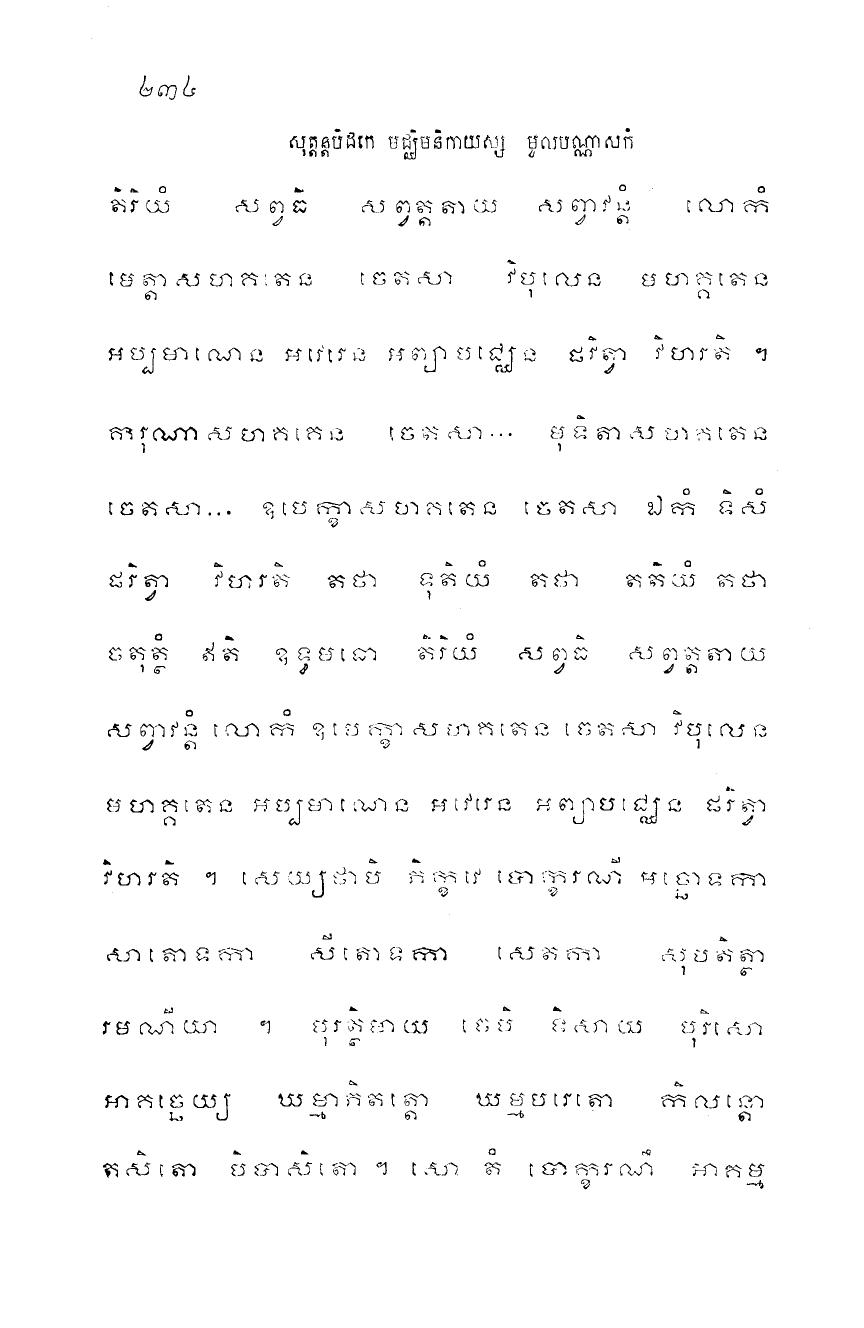 ២៣៤
សុត្តន្តបិដកេ មជ្ឈិមនិកាយស្ស មូលបណ្ណាសកំ
តិរិយំ សព្វធិ សព្វត្តតាយ សព្វាវន្តំ លោកំ
មេត្តាសហគតេន ចេតសា វិបុលេន មហគ្គតេន
អប្បមាណេន អវេរេន អព្យាបជ្ឈេន ផរិត្វា វិហរតិ ។
ការុណាសហគតេន ចេតសា... មុទិតាសហគតេន
ចេតសា... ឧបេក្ខាសហគតេន ចេតសា ឯកំ ទិសំ
ផរិត្វា វិហរតិ តថា ទុតិយំ តថា តតិយំ តថា
ចតុត្ថំ ឥតិ ឧទ្ធមធោ តិរិយំ សព្វធិ សព្វត្តតាយ
សព្វាវន្តំ លោកំ ឧបេក្ខាសហគតេន ចេតសា វិបុលេន
មហគ្គតេន អប្បមាណេន អវេរេន អព្យាបជ្ឈេន ផរិត្វា
វិហរតិ ។ សេយ្យថាបិ ភិក្ខវេ បោក្ខរណី អច្ឆោទកា
សាតោទកា សីតោទកា សេតកា សុបតិត្ថា
រមណីយា ។ បុរត្ថិមាយ ចេបិ ទិសាយ បុរិសោ
អាគច្ឆេយ្យ ឃម្មាភិតត្តោ ឃម្មបរេតោ កិលន្តោ
តសិតោ បិបាសិតោ ។ សោ តំ បោក្ខរណឹ អាគម្ម